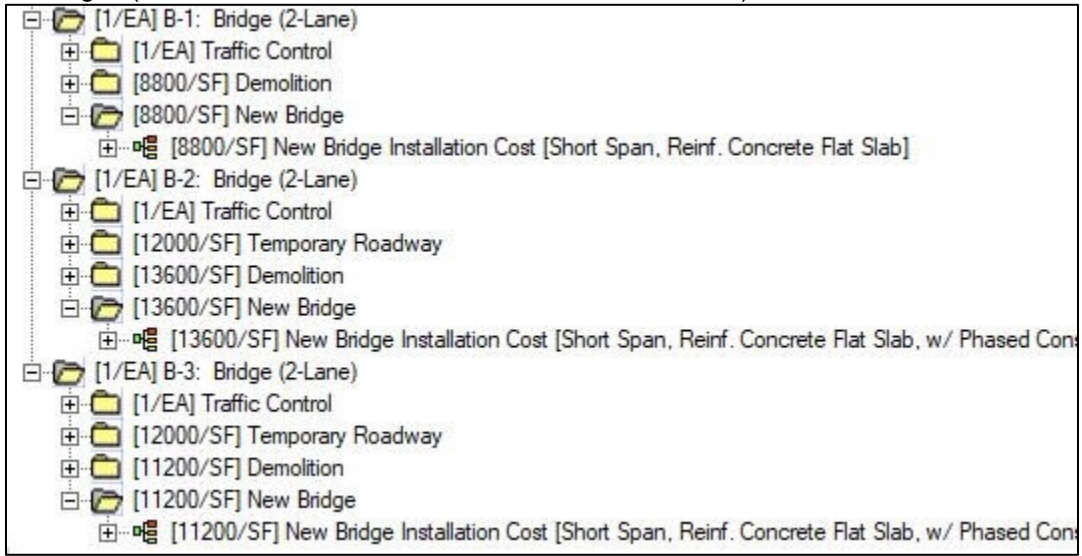 [1/EA] B-1: Bridge (2-Lane)
[1/EA] Traffic Control
[8800/SF] Demolition
[8800/SF] New Bridge
[8800/SF] New Bridge Installation Cost [Short Span, Reinf. Concrete Flat Slab]
[1/EA] B-2: Bridge (2-Lane)
[1/EA] Traffic Control
[12000/SF] Temporary Roadway
[13600/SF] Demolition
[13600/SF] New Bridge
[13600/SF] New Bridge Installation Cost [Short Span, Reinf. Concrete Flat Slab, w/ Phased Cons
[1/EA] B-3: Bridge (2-Lane)
[1/EA] Traffic Control
[12000/SF] Temporary Roadway
[11200/SF] Demolition
[11200/SF] New Bridge
[11200/SF] New Bridge Installation Cost [Short Span, Reinf. Concrete Flat Slab, w/ Phased Cons